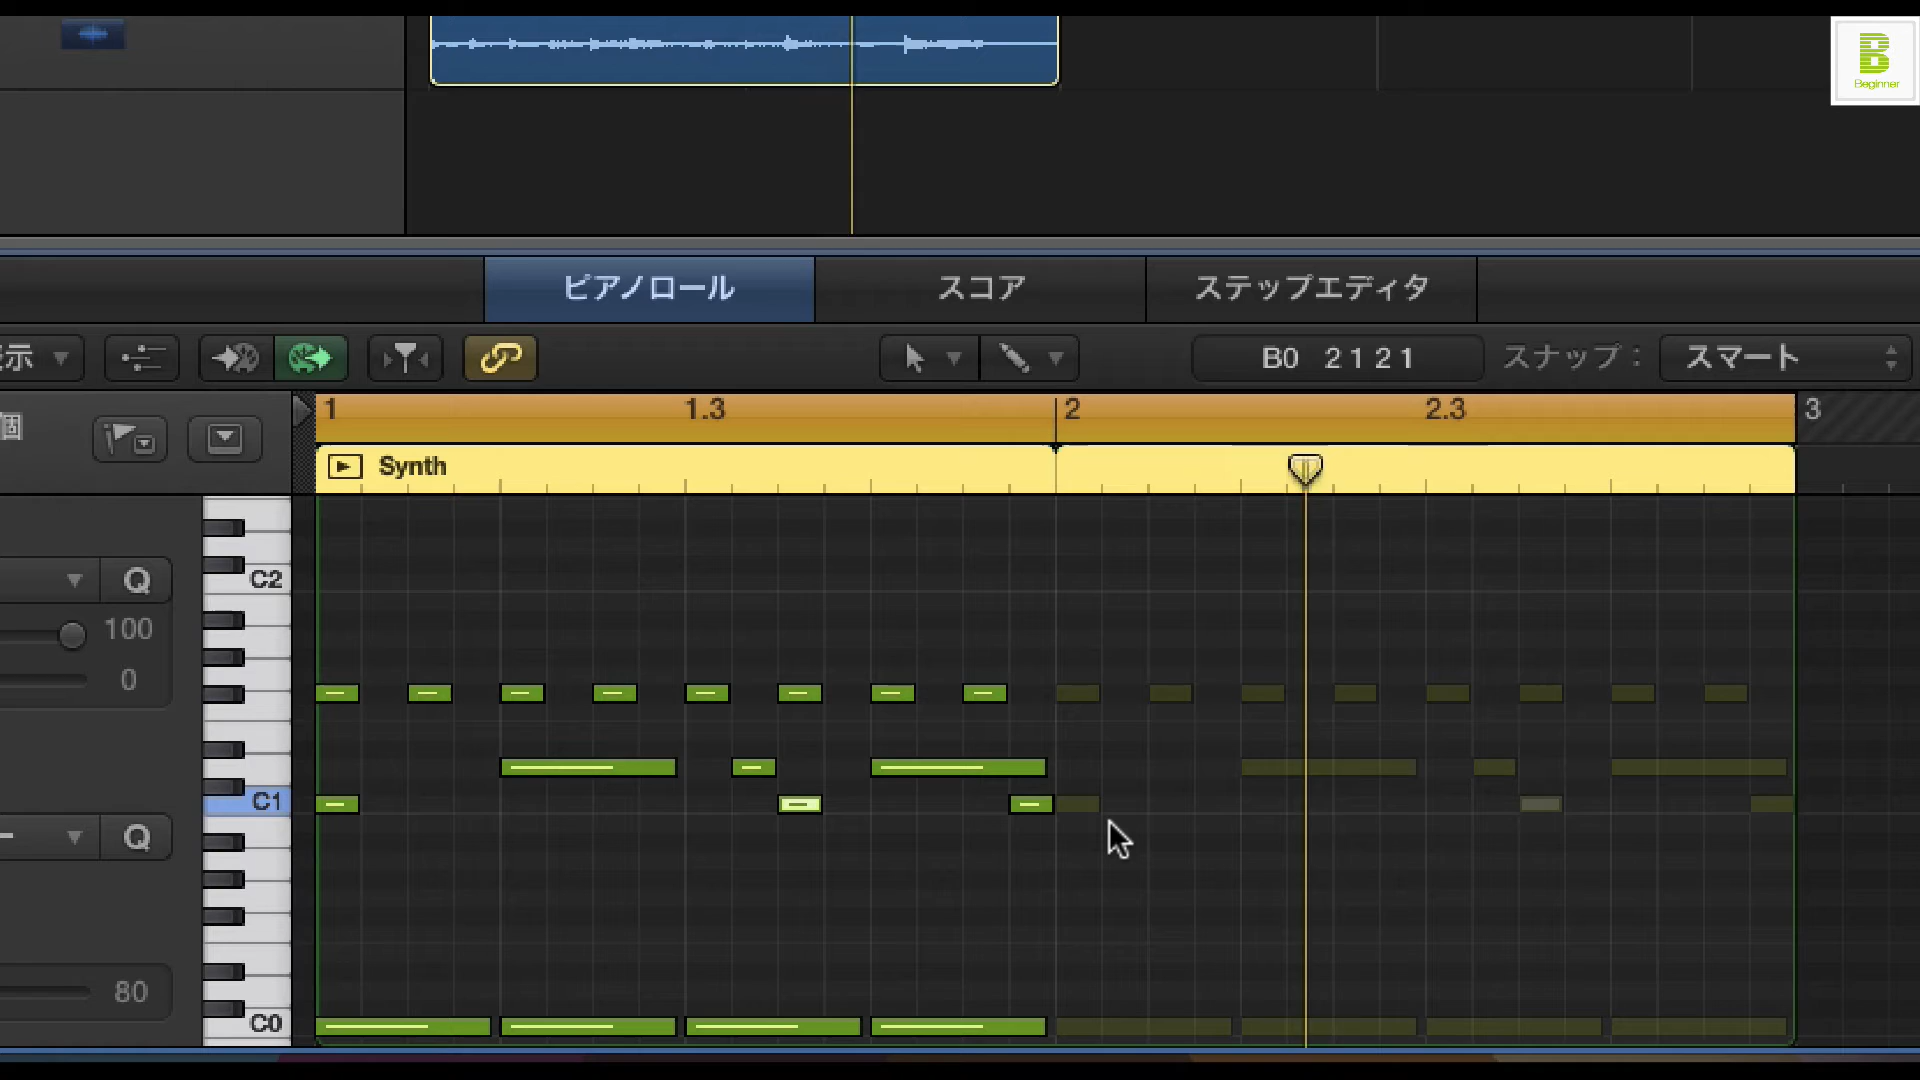 B
Beginner
ピアノロール
スコア
ステップエディタ
示
B0 2 1 2 1
スナップ：
スマート
個
1
1.3
2
2.3
3
Synth
C2
Q
100
0
C1
Q
80
C0